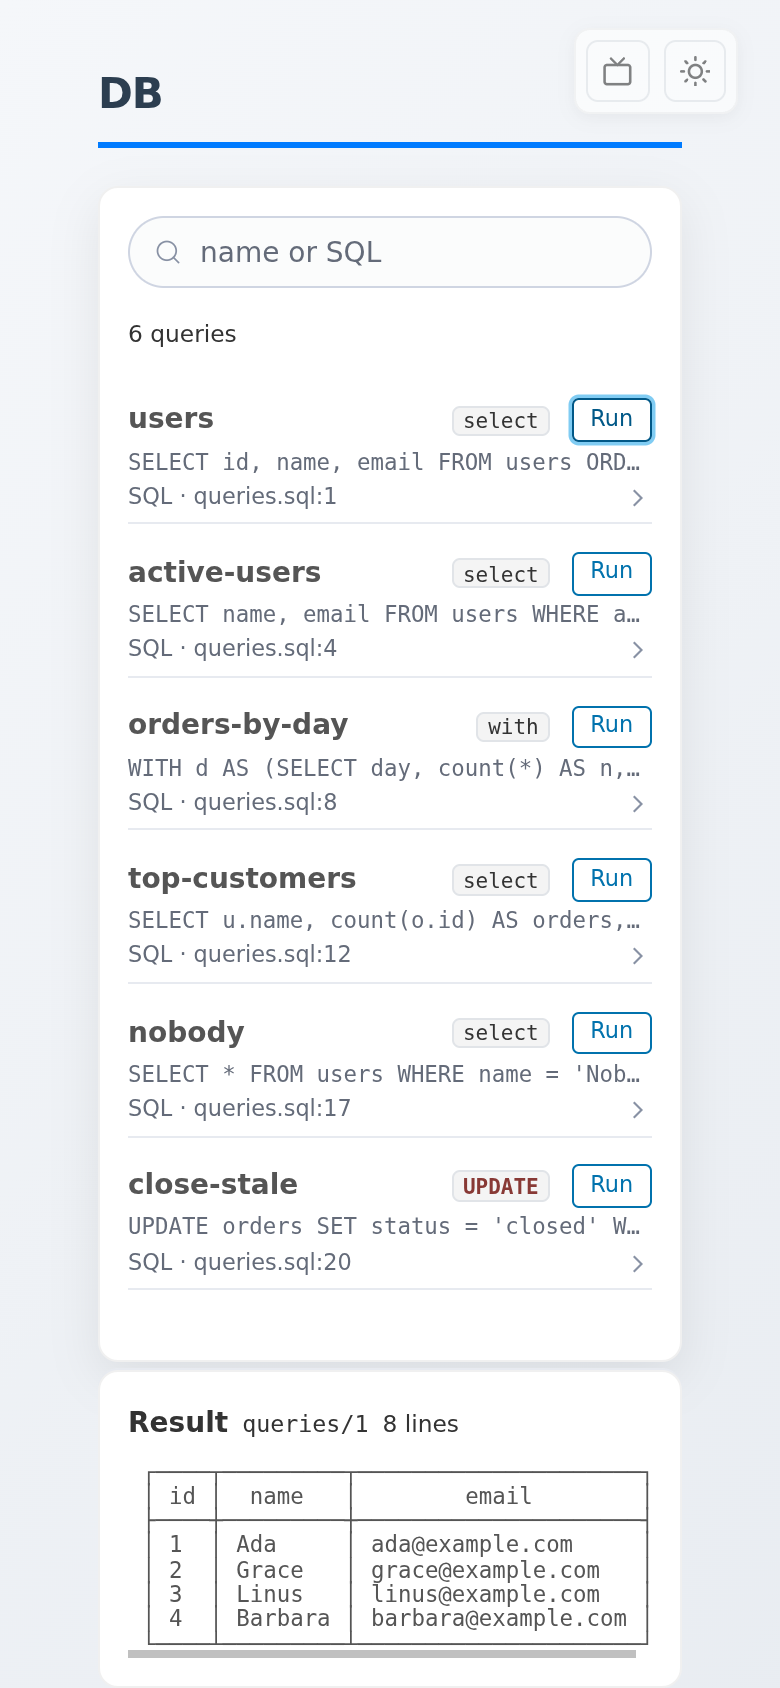 DB
name or SQL
6 queries
users select Run
SELECT id, name, email FROM users ORD…
SQL · queries.sql:1
active-users select Run
SELECT name, email FROM users WHERE a…
SQL · queries.sql:4
orders-by-day with Run
WITH d AS (SELECT day, count(*) AS n,…
SQL · queries.sql:8
top-customers select Run
SELECT u.name, count(o.id) AS orders,…
SQL · queries.sql:12
nobody select Run
SELECT * FROM users WHERE name = 'Nob…
SQL · queries.sql:17
close-stale UPDATE Run
UPDATE orders SET status = 'closed' W…
SQL · queries.sql:20
Result queries/1 8 lines
id name email
1 Ada ada@example.com
2 Grace grace@example.com
3 Linus linus@example.com
4 Barbara barbara@example.com